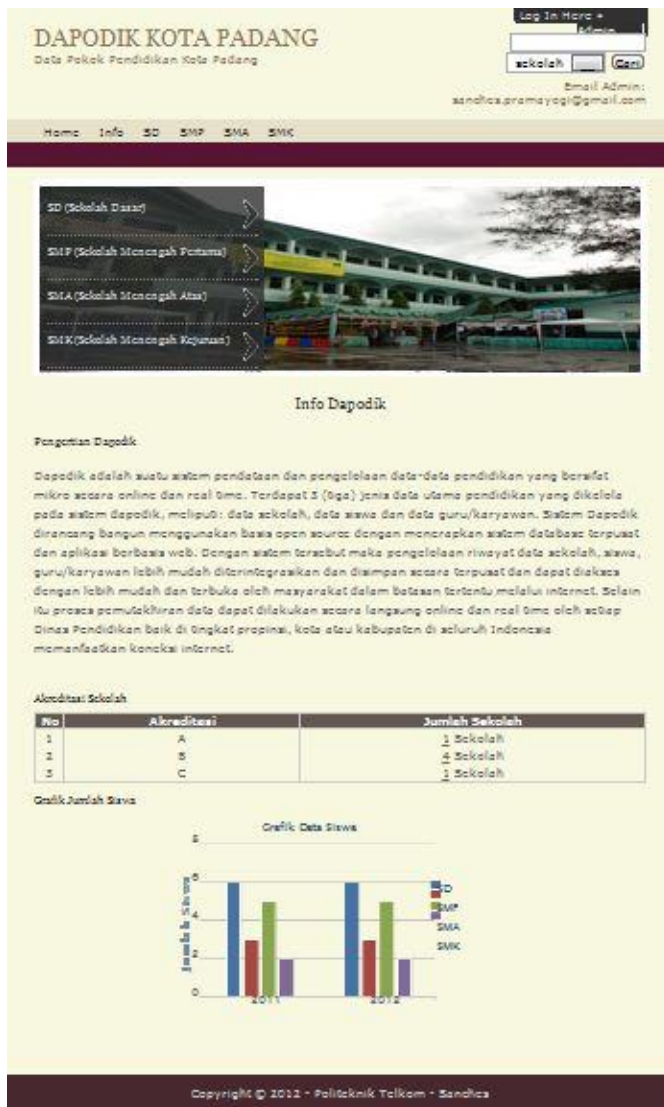 Log In Here »
Admin
DAPODIK KOTA PADANG
Data Pokok Pendidikan Kota Padang
sekolah
Cari
Email Admin:
sanches.pramayogi@gmail.com
Home Info SD SMP SMA SMK
SD (Sekolah Dasar)
SMP (Sekolah Menengah Pertama)
SMA (Sekolah Menengah Atas)
SMK (Sekolah Menengah Kejuruan)
Info Dapodik
Pengertian Dapodik
Dapodik adalah suatu sistem pendataan dan pengelolaan data-data pendidikan yang bersifat
mikro secara online dan real time. Terdapat 3 (tiga) jenis data utama pendidikan yang dikelola
pada sistem dapodik, meliputi: data sekolah, data siswa dan data guru/karyawan. Sistem Dapodik
dirancang bangun menggunakan basis open source dengan menerapkan sistem database terpusat
dan aplikasi berbasis web. Dengan sistem tersebut maka pengelolaan riwayat data sekolah, siswa,
guru/karyawan lebih mudah diterintegrasikan dan disimpan secara terpusat dan dapat diakses
dengan lebih mudah dan terbuka oleh masyarakat dalam batasan tertentu melalui internet. Selain
itu proses pemutakhiran data dapat dilakukan secara langsung online dan real time oleh setiap
Dinas Pendidikan baik di tingkat propinsi, kota atau kabupaten di seluruh Indonesia
memanfaatkan koneksi internet.
Akreditasi Sekolah
No Akreditasi Jumlah Sekolah
1 A 1 Sekolah
2 B 4 Sekolah
3 C 1 Sekolah
Grafik Jumlah Siswa
Grafik Data Siswa
Jumlah Siswa
8
6
4
2
0
2011 2012
SD
SMP
SMA
SMK
Copyright © 2012 - Politeknik Telkom - Sanches